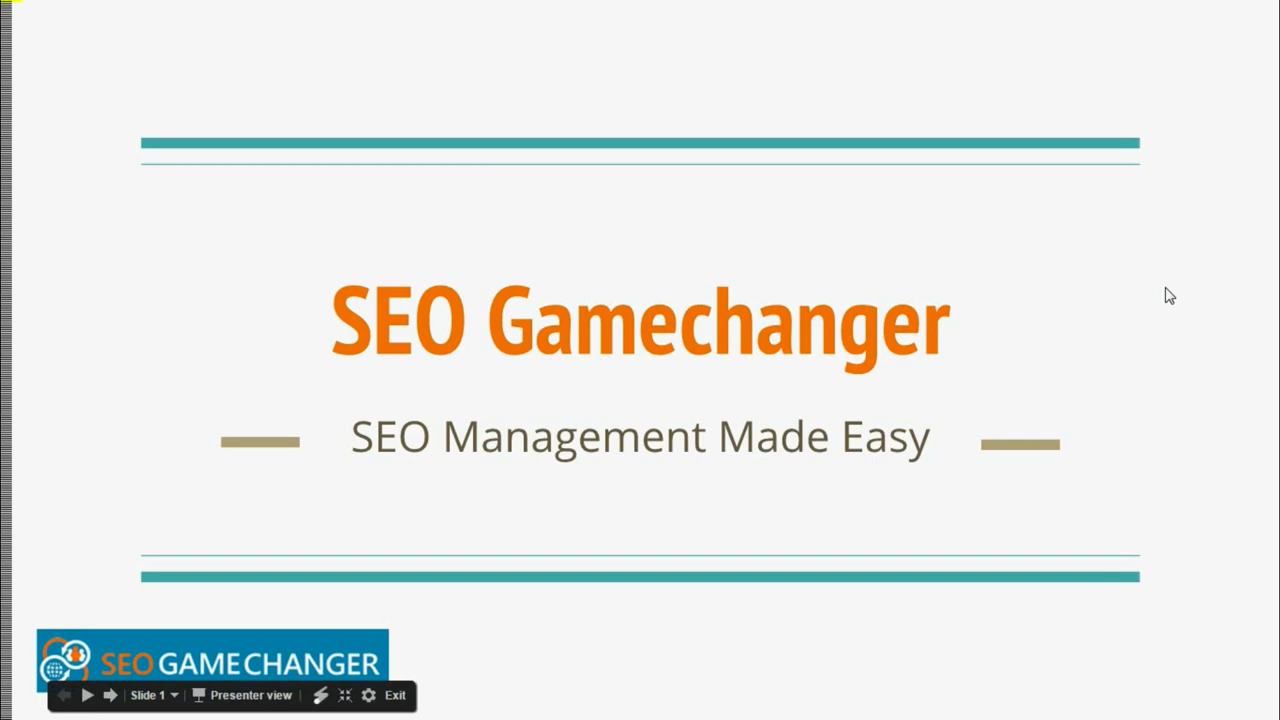 SEO Gamechanger
SEO Management Made Easy
SEO GAMECHANGER
Slide 1 Presenter view Exit